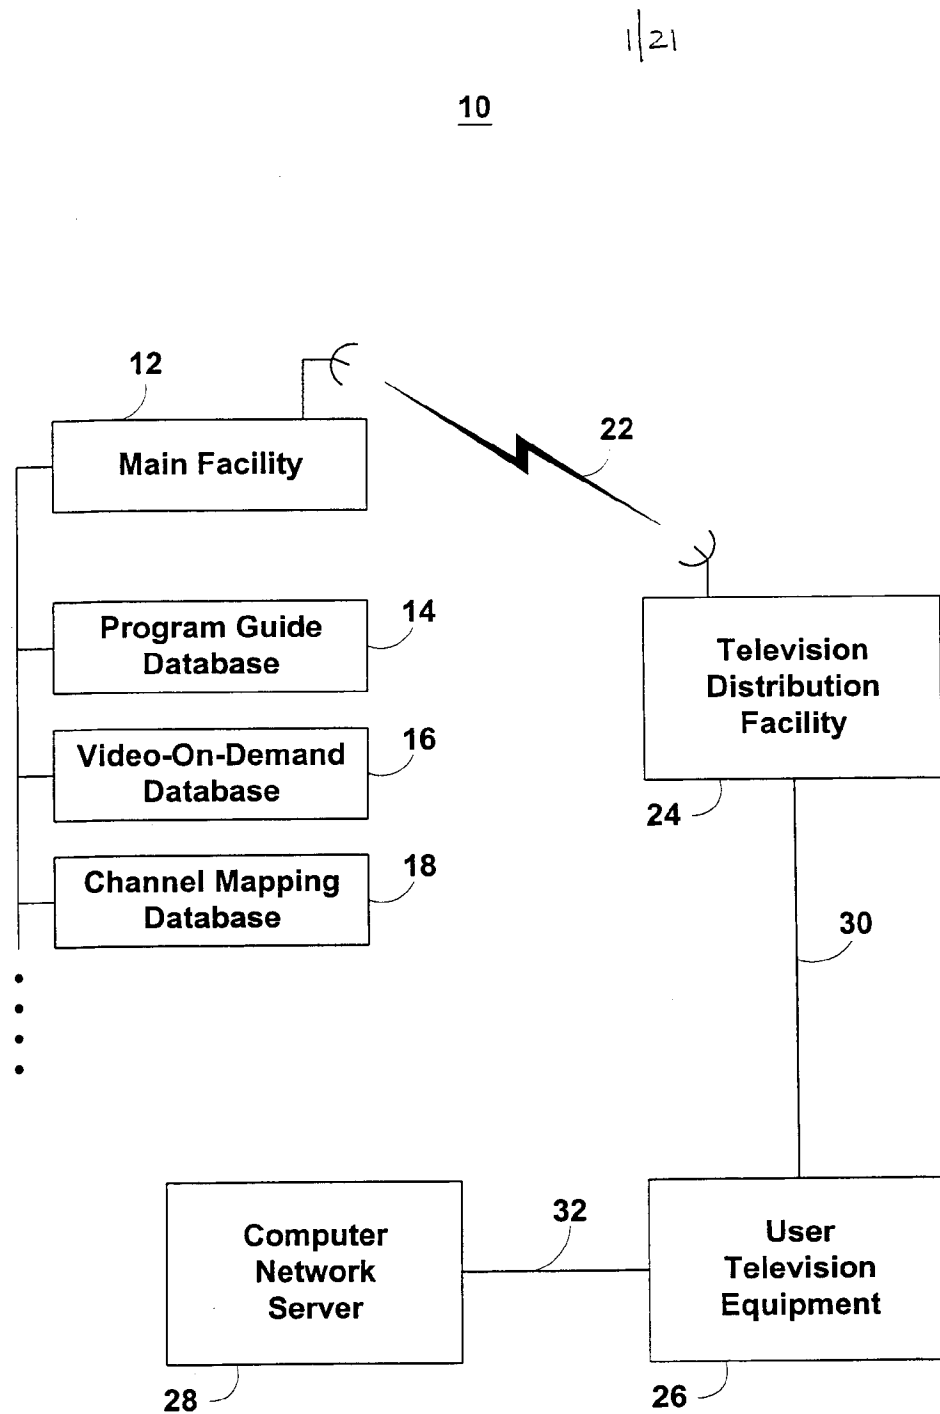 1/21
10
12
Main Facility
22
Program Guide
Database
14
Television
Distribution
Facility
Video-On-Demand
Database
16
24
Channel Mapping
Database
18
30
Computer
Network
Server
32
User
Television
Equipment
28
26